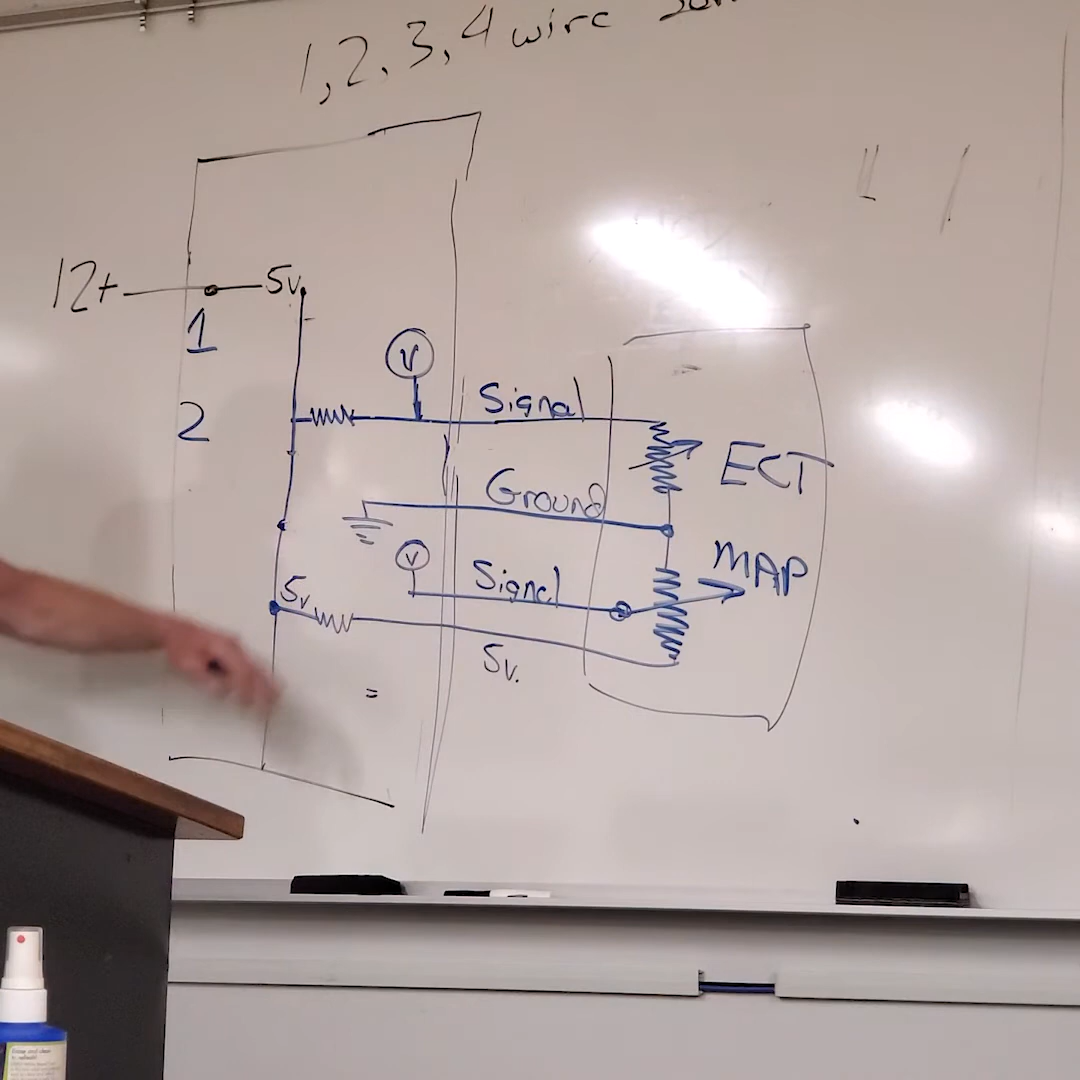 1, 2, 3, 4 wire
12+ 5v
1
2
V
Signal
ECT
Ground
V
MAP
Signal
5v
5v.